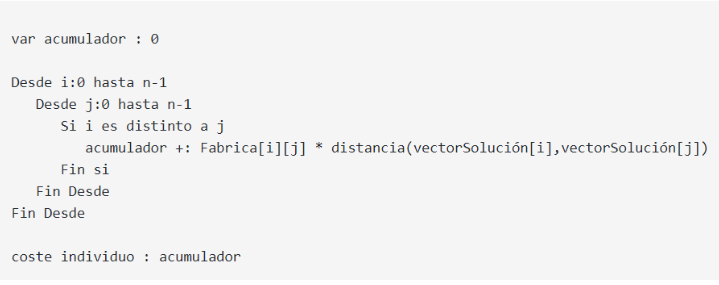 var acumulador : 0
Desde i:0 hasta n-1
Desde j:0 hasta n-1
Si i es distinto a j
acumulador +: Fabrica[i][j] * distancia(vectorSolución[i],vectorSolución[j])
Fin si
Fin Desde
Fin Desde
coste individuo : acumulador